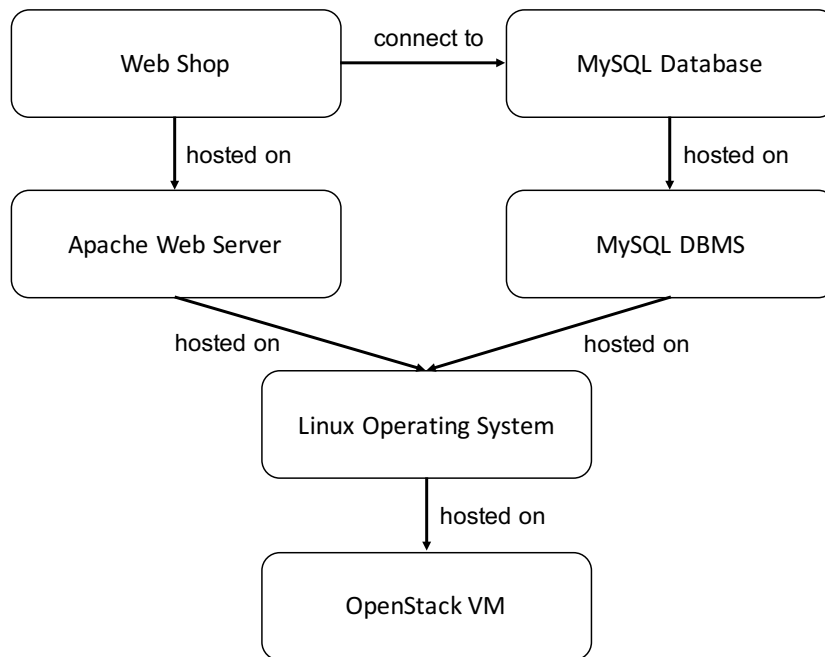 connect to
Web Shop
MySQL Database
hosted on
hosted on
Apache Web Server
MySQL DBMS
hosted on
hosted on
Linux Operating System
hosted on
OpenStack VM